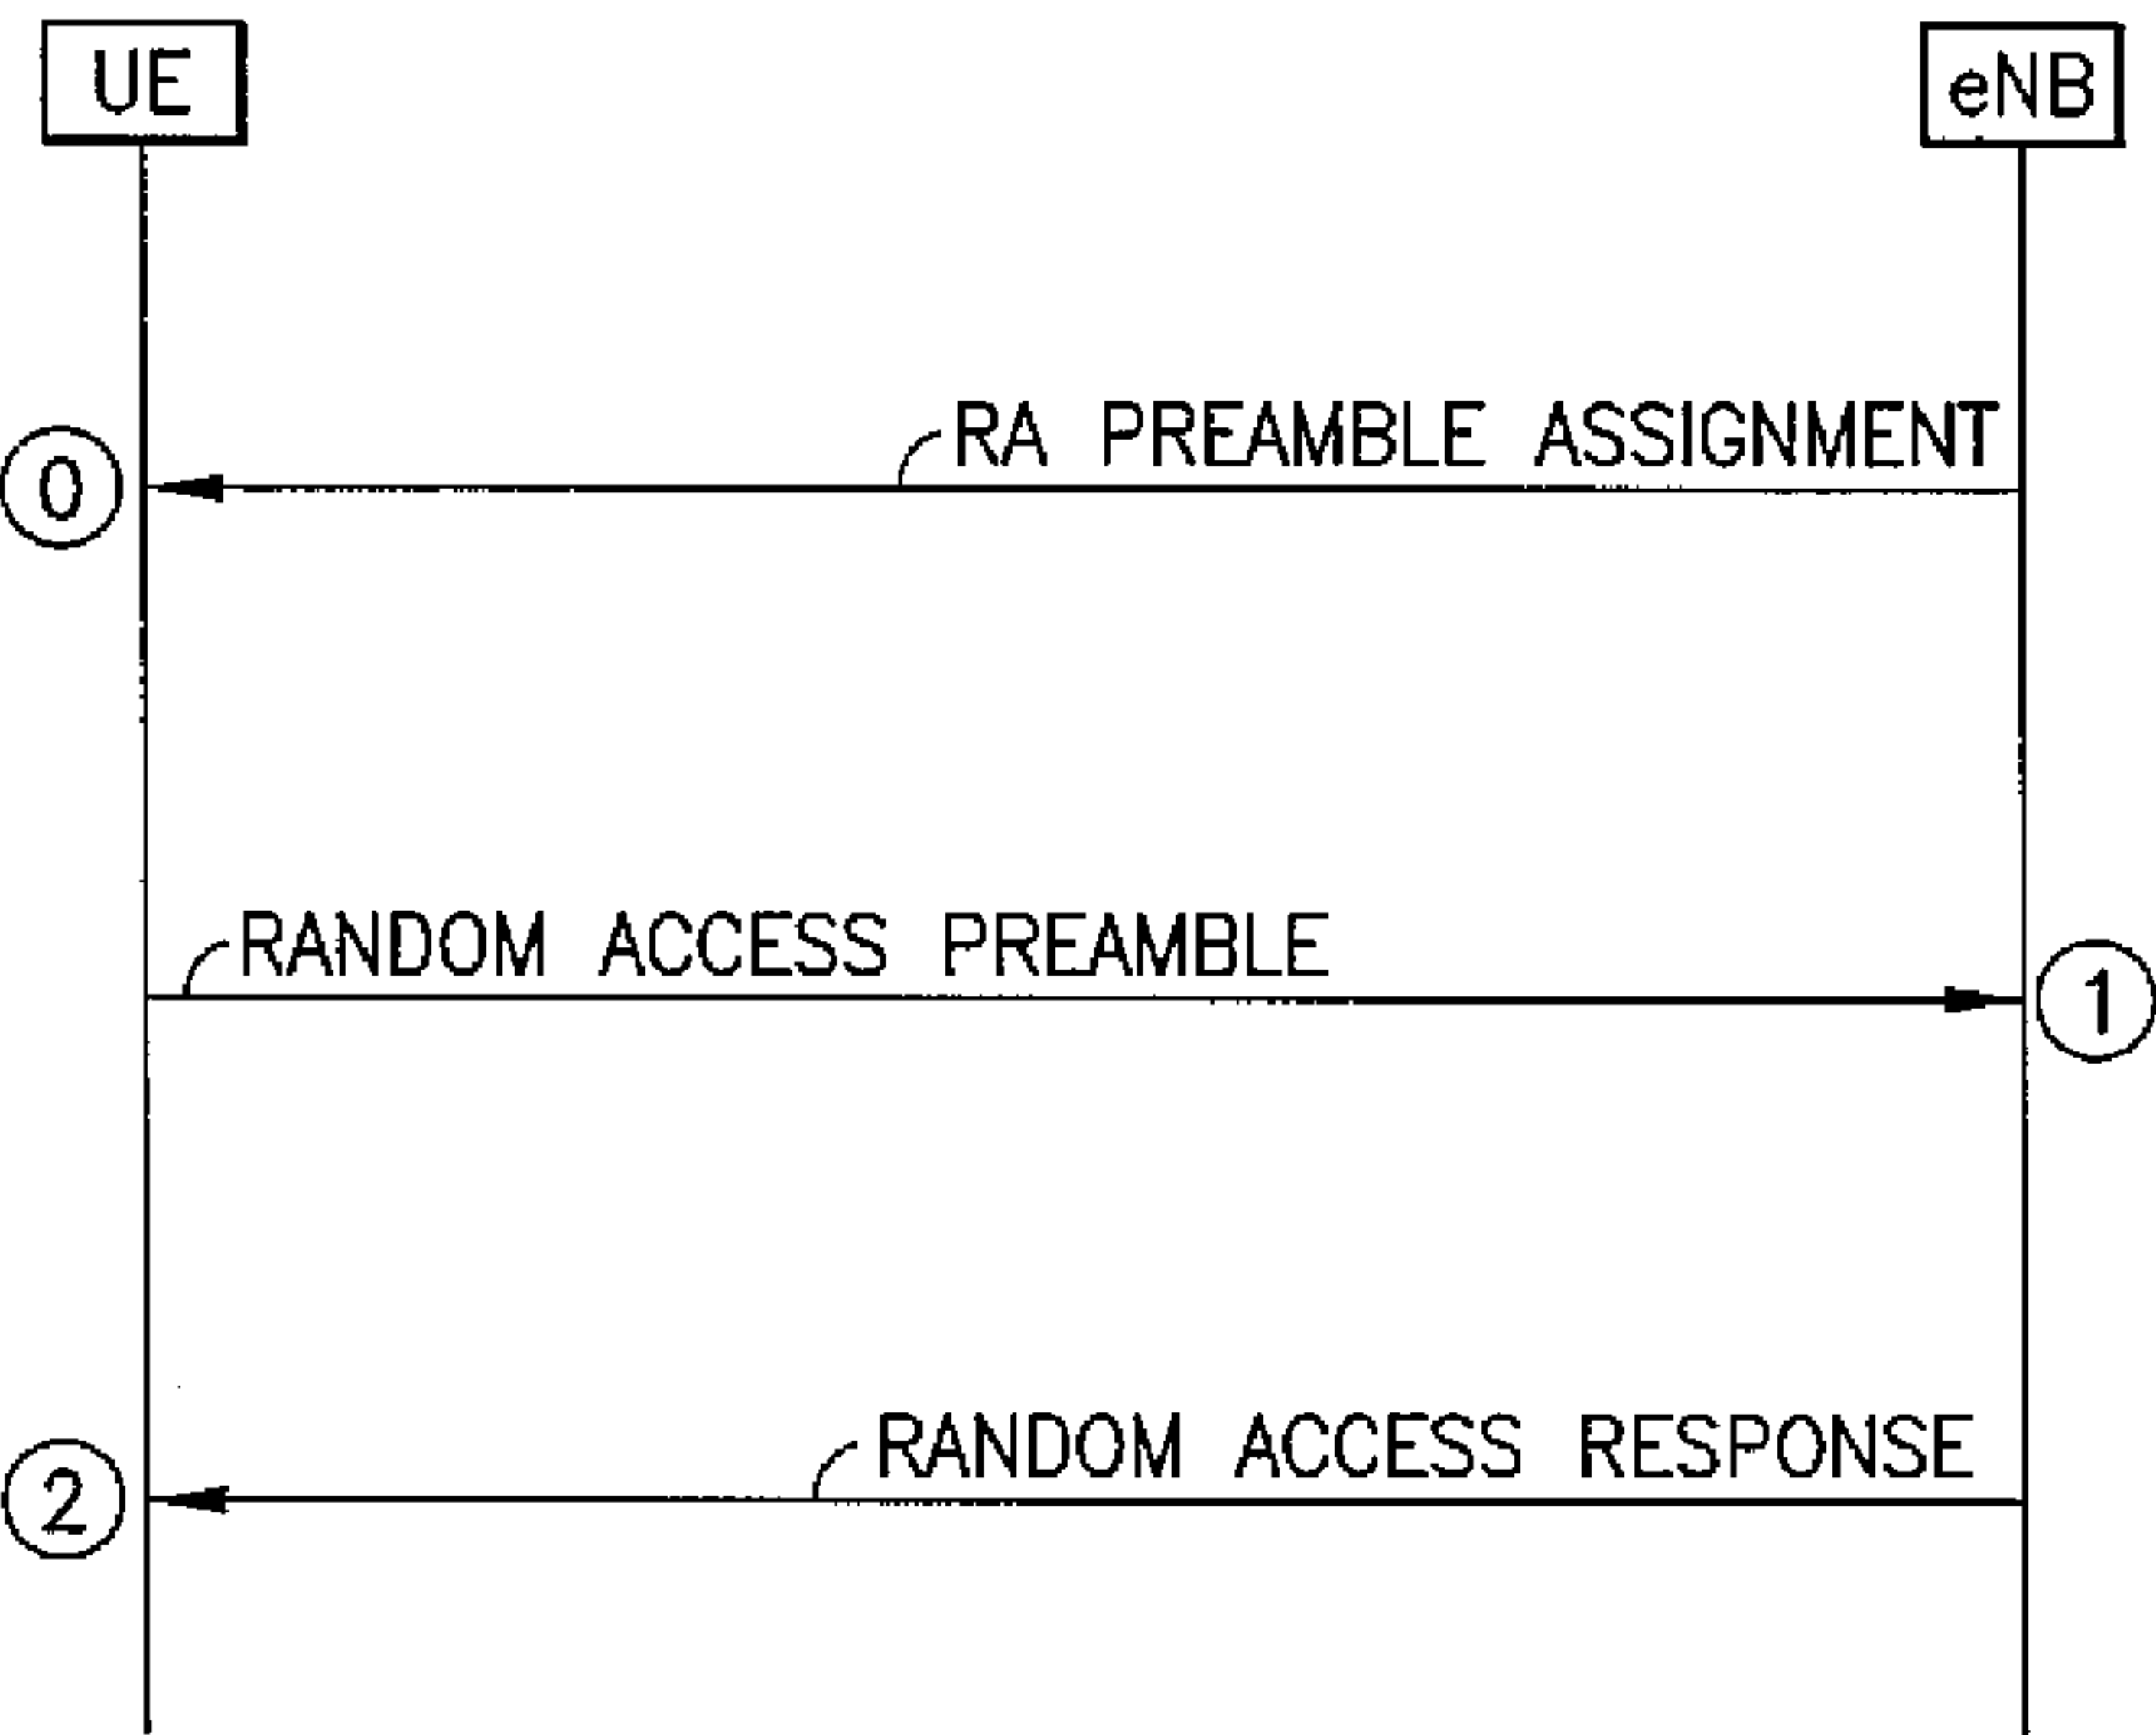 UE
eNB
RA PREAMBLE ASSIGNMENT
0
RANDOM ACCESS PREAMBLE
1
RANDOM ACCESS RESPONSE
2